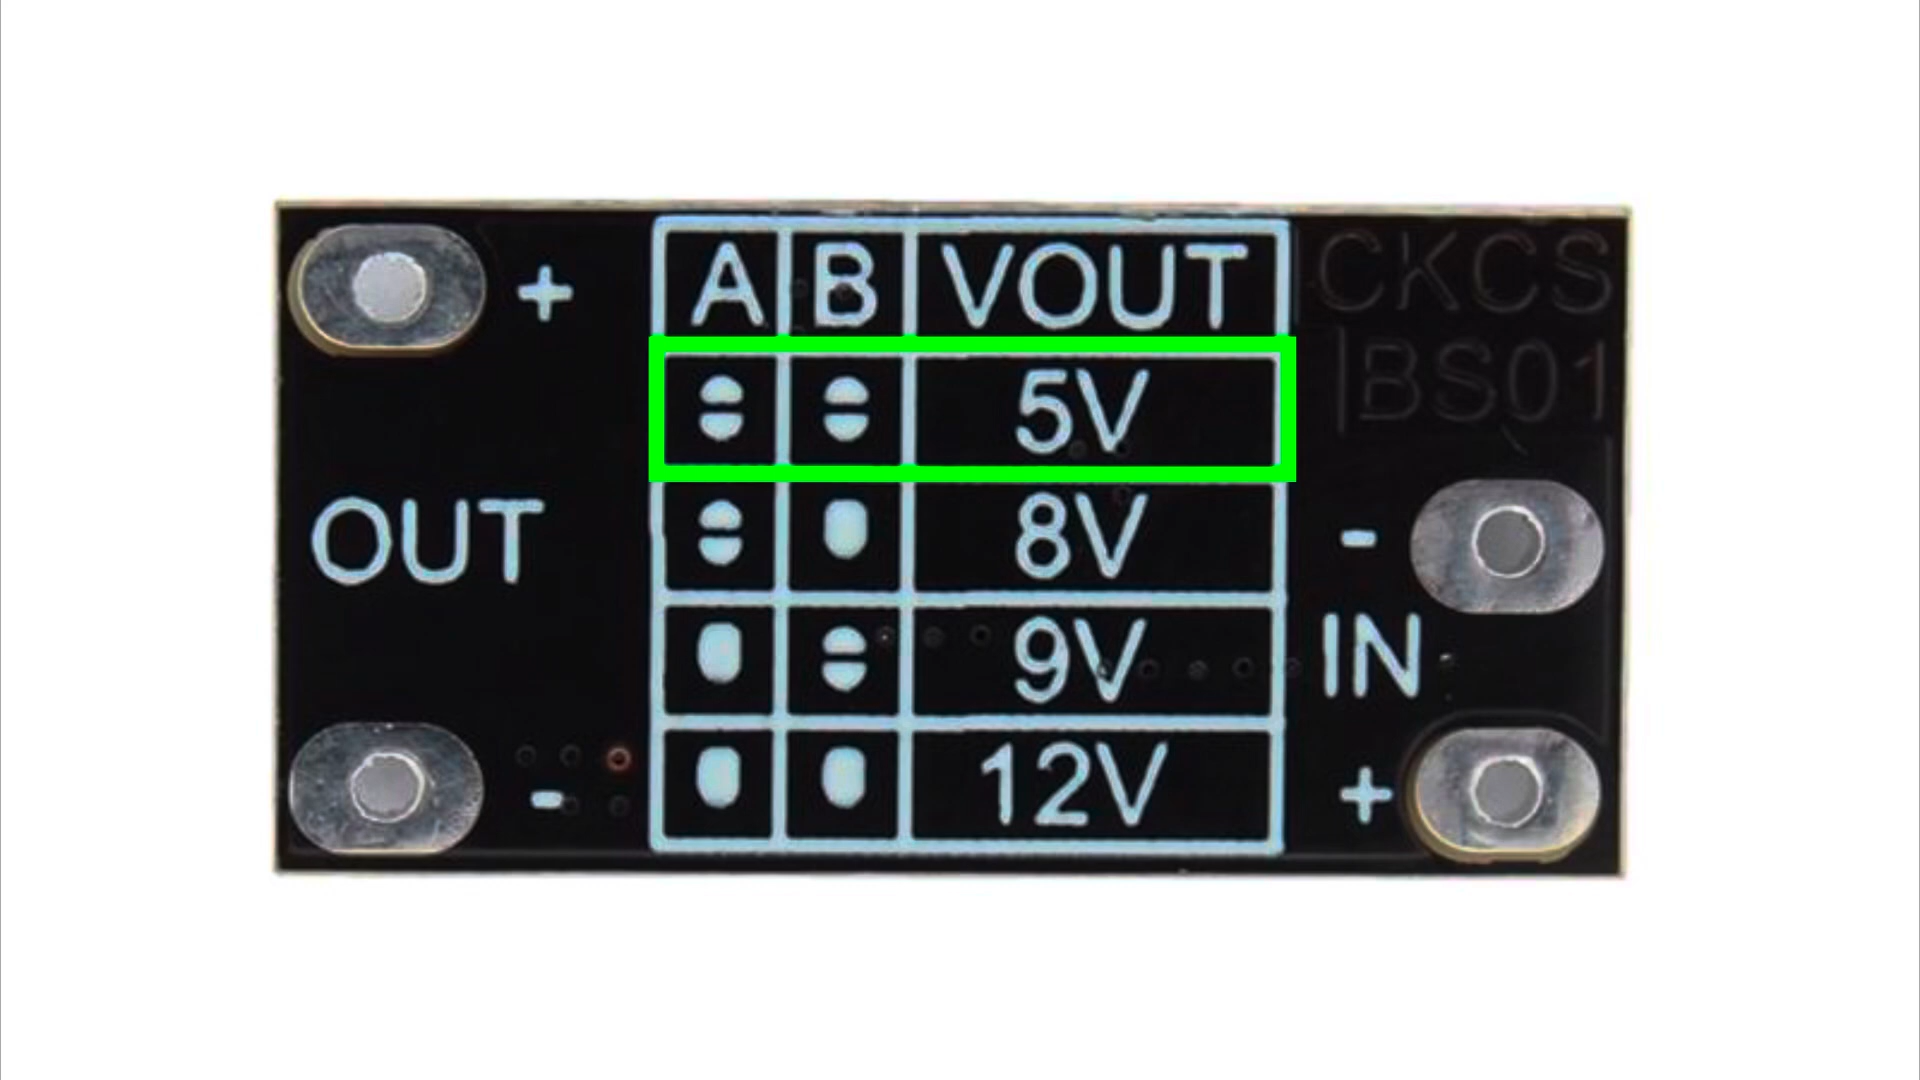 CKCS
BS01
+
A B VOUT
5V
8V
9V
12V
OUT
-
-
IN
+